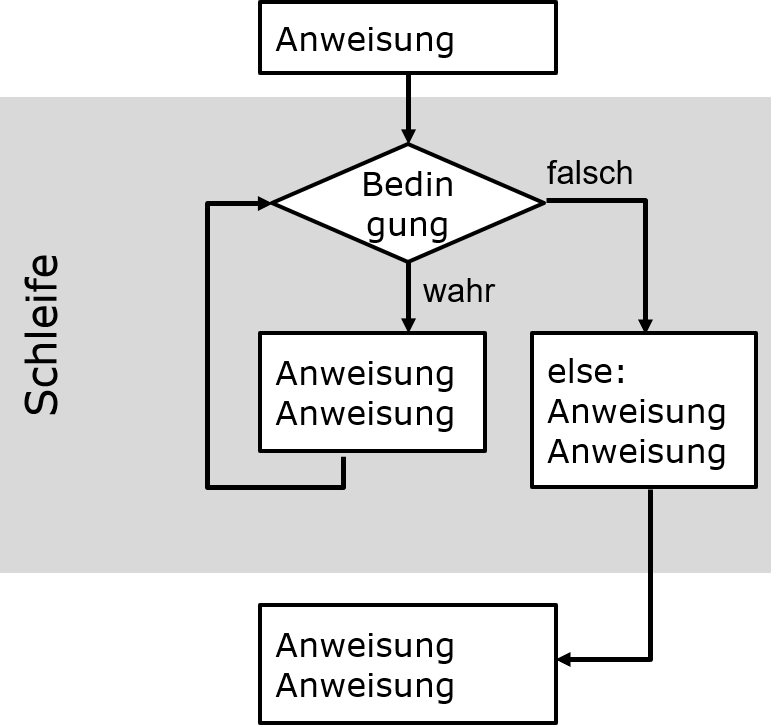 Anweisung
Bedin
gung
falsch
wahr
Schleife
Anweisung
Anweisung
else:
Anweisung
Anweisung
Anweisung
Anweisung